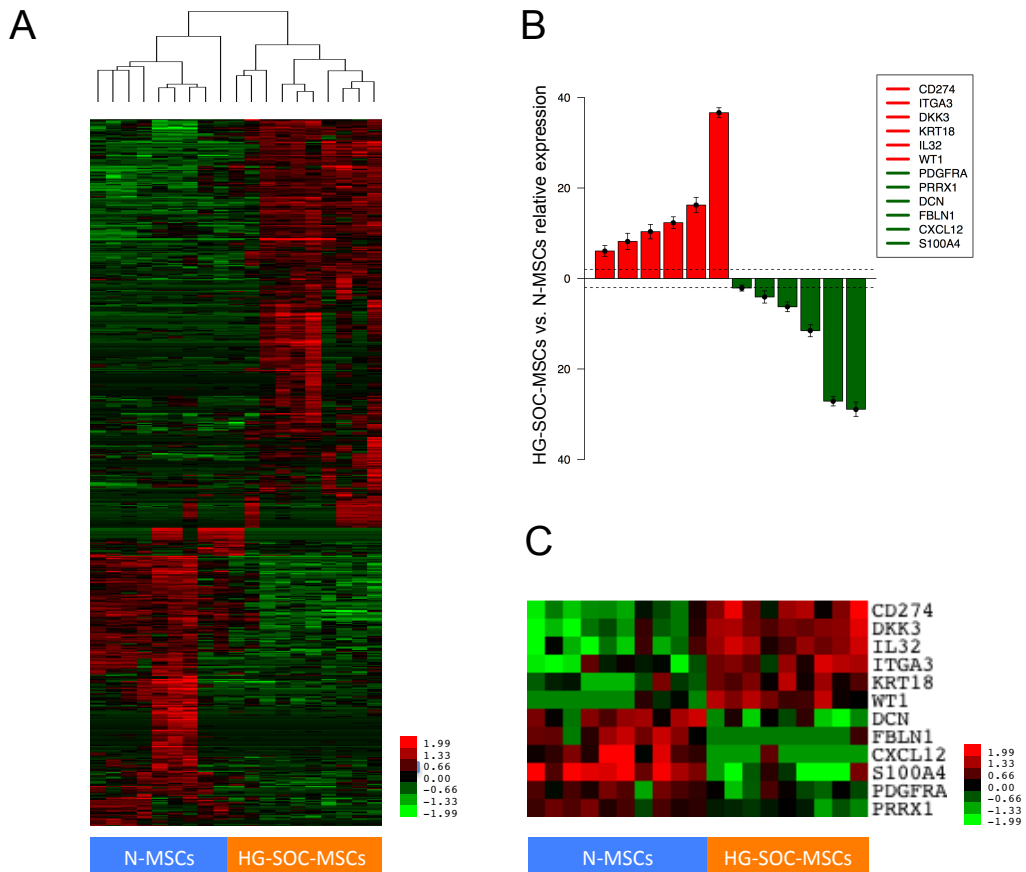 A
B
HG-SOC-MSCs vs. N-MSCs relative expression
40
20
0
20
40
CD274
ITGA3
DKK3
KRT18
IL32
WT1
PDGFRA
PRRX1
DCN
FBLN1
CXCL12
S100A4
1.99
1.33
0.66
0.00
-0.66
-1.33
-1.99
N-MSCs
HG-SOC-MSCs
C
CD274
DKK3
IL32
ITGA3
KRT18
WT1
DCN
FBLN1
CXCL12
S100A4
PDGFRA
PRRX1
1.99
1.33
0.66
0.00
-0.66
-1.33
-1.99
N-MSCs
HG-SOC-MSCs